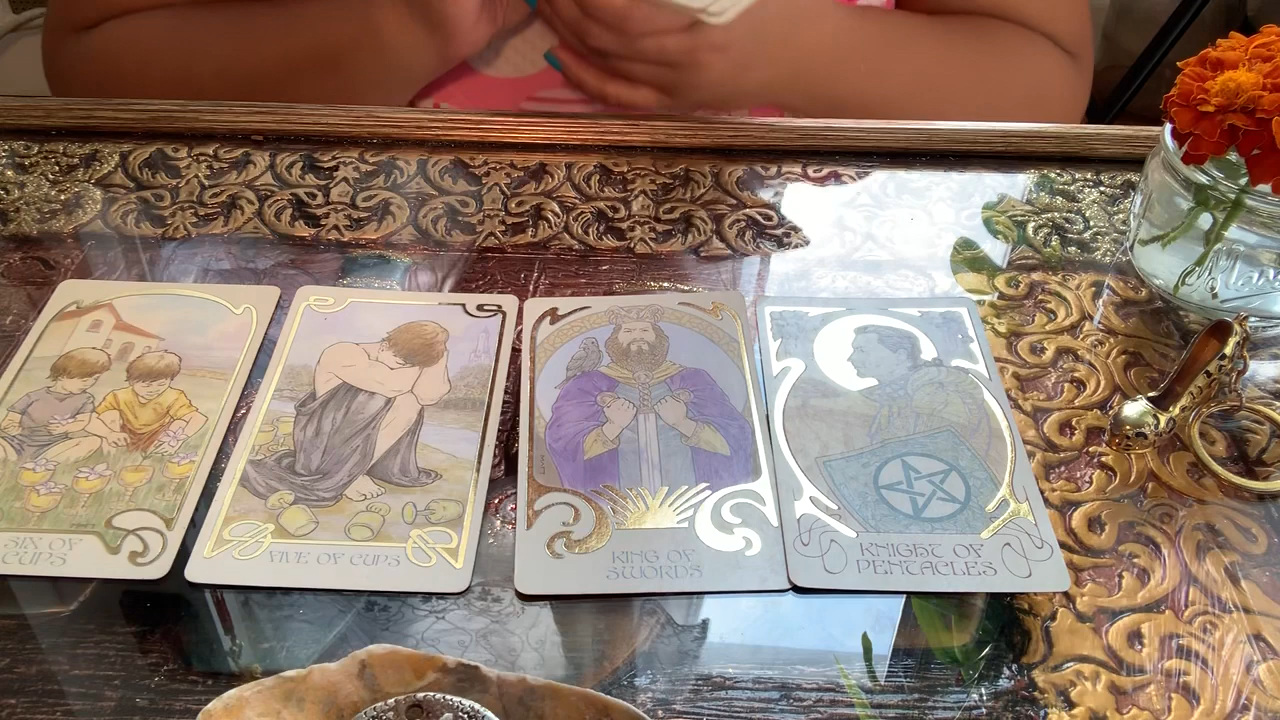 SIX OF
CUPS
FIVE OF CUPS
KING OF
SWORDS
KNIGHT OF
PENTACLES